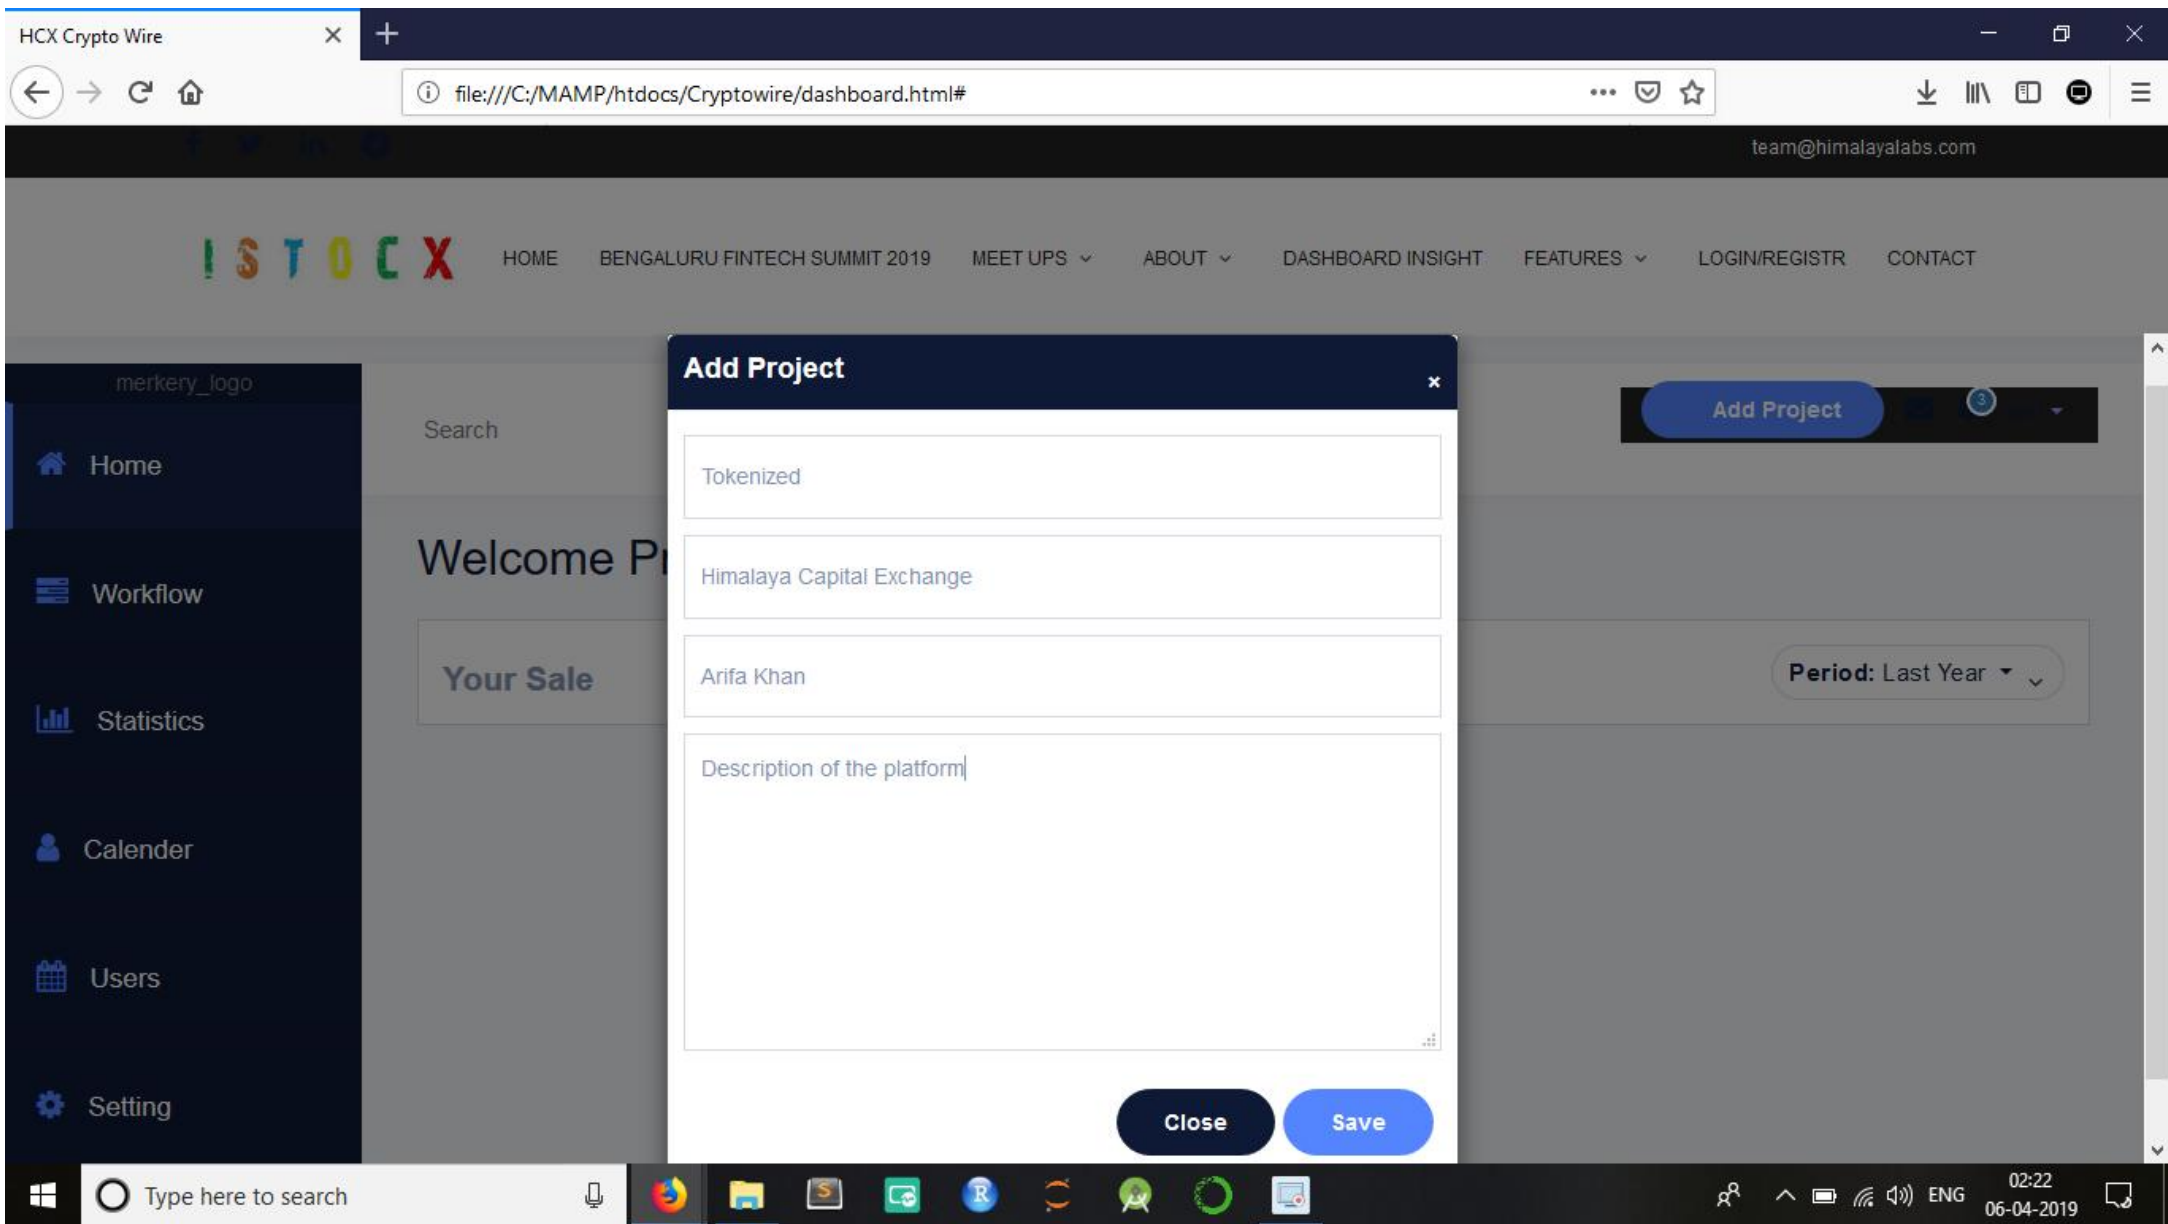 HCX Crypto Wire
file:///C:/MAMP/htdocs/Cryptowire/dashboard.html#
team@himalayalabs.com
ISTOCX HOME BENGALURU FINTECH SUMMIT 2019 MEET UPS ABOUT DASHBOARD INSIGHT FEATURES LOGIN/REGISTR CONTACT
merkery_logo
Home
Workflow
Statistics
Calender
Users
Setting
Search
Add Project
3
Welcome Pr
Your Sale
Period: Last Year
Add Project
×
Tokenized
Himalaya Capital Exchange
Arifa Khan
Description of the platform
Close Save
Type here to search
ENG
02:22
06-04-2019